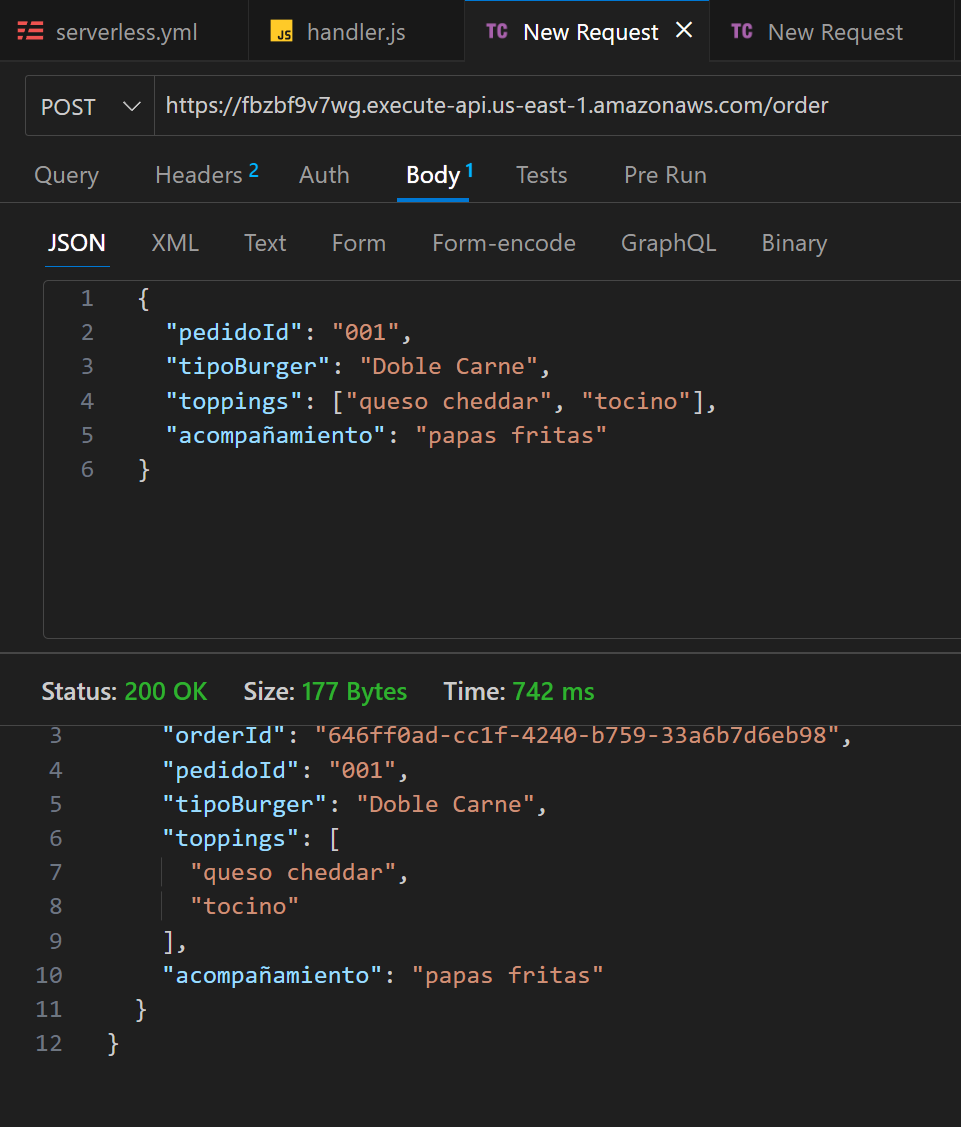 serverless.yml JS handler.js TC New Request × TC New Request
POST https://fbzbf9v7wg.execute-api.us-east-1.amazonaws.com/order
Query Headers 2 Auth Body 1 Tests Pre Run
JSON XML Text Form Form-encode GraphQL Binary
1 {
2 "pedidoId": "001",
3 "tipoBurger": "Doble Carne",
4 "toppings": ["queso cheddar", "tocino"],
5 "acompañamiento": "papas fritas"
6 }
Status: 200 OK Size: 177 Bytes Time: 742 ms
3 "orderId": "646ff0ad-cc1f-4240-b759-33a6b7d6eb98",
4 "pedidoId": "001",
5 "tipoBurger": "Doble Carne",
6 "toppings": [
7 "queso cheddar",
8 "tocino"
9 ],
10 "acompañamiento": "papas fritas"
11 }
12 }